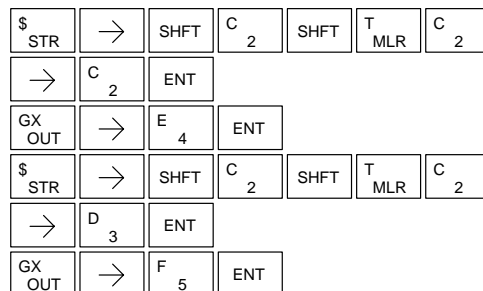 $ STR → SHFT C 2 SHFT T MLR C 2
→ C 2 ENT
GX OUT → E 4 ENT
$ STR → SHFT C 2 SHFT T MLR C 2
→ D 3 ENT
GX OUT → F 5 ENT